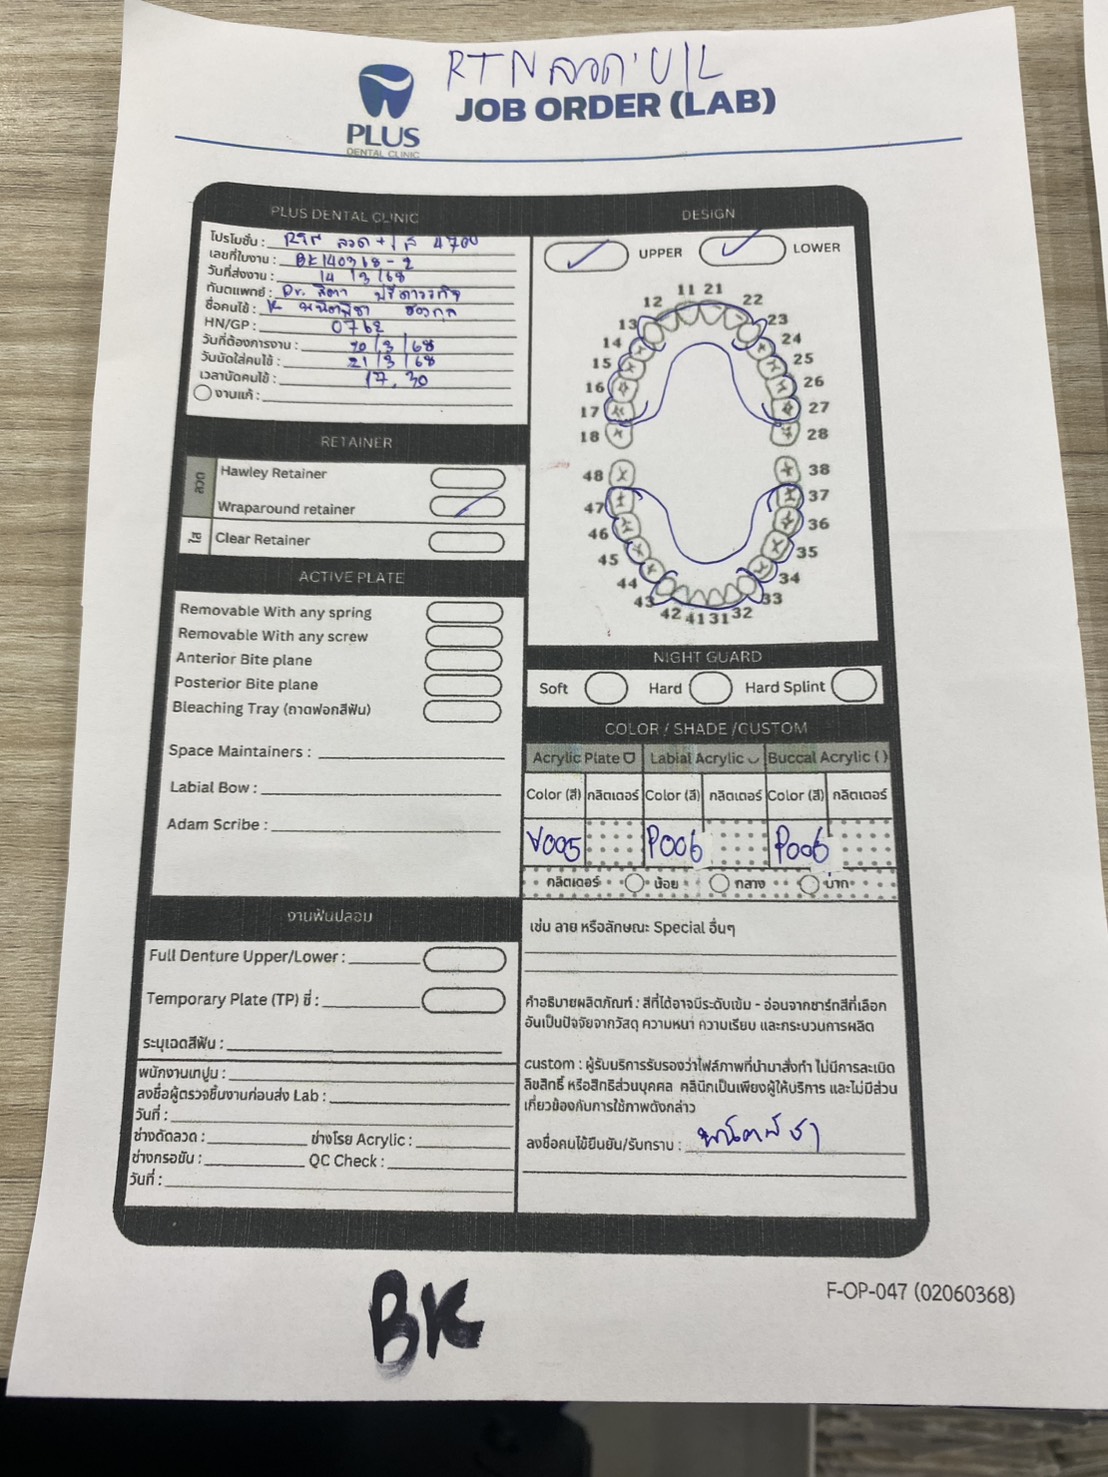 RTN ลวด U/L
PLUS
DENTAL CLINIC
JOB ORDER (LAB)
PLUS DENTAL CLINIC
โปรโมชั่น : RTN ลวด + ใส 4700
เลขที่ใบงาน : BK140368-2
วันที่ส่งงาน : 14/3/68
ทันตแพทย์ : Dr.
ชื่อคนไข้ : K
HN/GP : 0762
วันที่ต้องการงาน : 20/3/68
วันนัดใส่คนไข้ : 21/3/68
เวลานัดคนไข้ : 17.30
งานแก้ :
DESIGN
UPPER
LOWER
11 21
12 22
13 23
14 24
15 25
16 26
17 27
18 28
48 38
47 37
46 36
45 35
44 34
43 33
42 41 31 32
RETAINER
ลวด
Hawley Retainer
Wraparound retainer
ใส
Clear Retainer
ACTIVE PLATE
Removable With any spring
Removable With any screw
Anterior Bite plane
Posterior Bite plane
Bleaching Tray (ถาดฟอกสีฟัน)
Space Maintainers :
Labial Bow :
Adam Scribe :
NIGHT GUARD
Soft Hard Hard Splint
COLOR / SHADE /CUSTOM
Acrylic Plate Labial Acrylic Buccal Acrylic ( )
Color (สี) กลิตเตอร์ Color (สี) กลิตเตอร์ Color (สี) กลิตเตอร์
V005 P006 P006
กลิตเตอร์ น้อย กลาง มาก
เช่น ลาย หรือลักษณะ Special อื่นๆ
คำอธิบายผลิตภัณฑ์ : สีที่ได้อาจมีระดับเข้ม - อ่อนจากชาร์ทสีที่เลือก
อันเป็นปัจจัยจากวัสดุ ความหนา ความเรียบ และกระบวนการผลิต
custom : ผู้รับบริการรับรองว่าไฟล์ภาพที่นำมาสั่งทำ ไม่มีการละเมิด
ลิขสิทธิ์ หรือสิทธิส่วนบุคคล คลินิกเป็นเพียงผู้ให้บริการ และไม่มีส่วน
เกี่ยวข้องกับการใช้ภาพดังกล่าว
ลงชื่อคนไข้ยืนยัน/รับทราบ :
งานฟันปลอม
Full Denture Upper/Lower :
Temporary Plate (TP) ซี่ :
ระบุเฉดสีฟัน :
พนักงานเทปูน :
ลงชื่อผู้ตรวจชิ้นงานก่อนส่ง Lab :
วันที่ :
ช่างดัดลวด : ช่างโรย Acrylic :
ช่างกรอขัน : QC Check :
วันที่ :
BK
F-OP-047 (02060368)